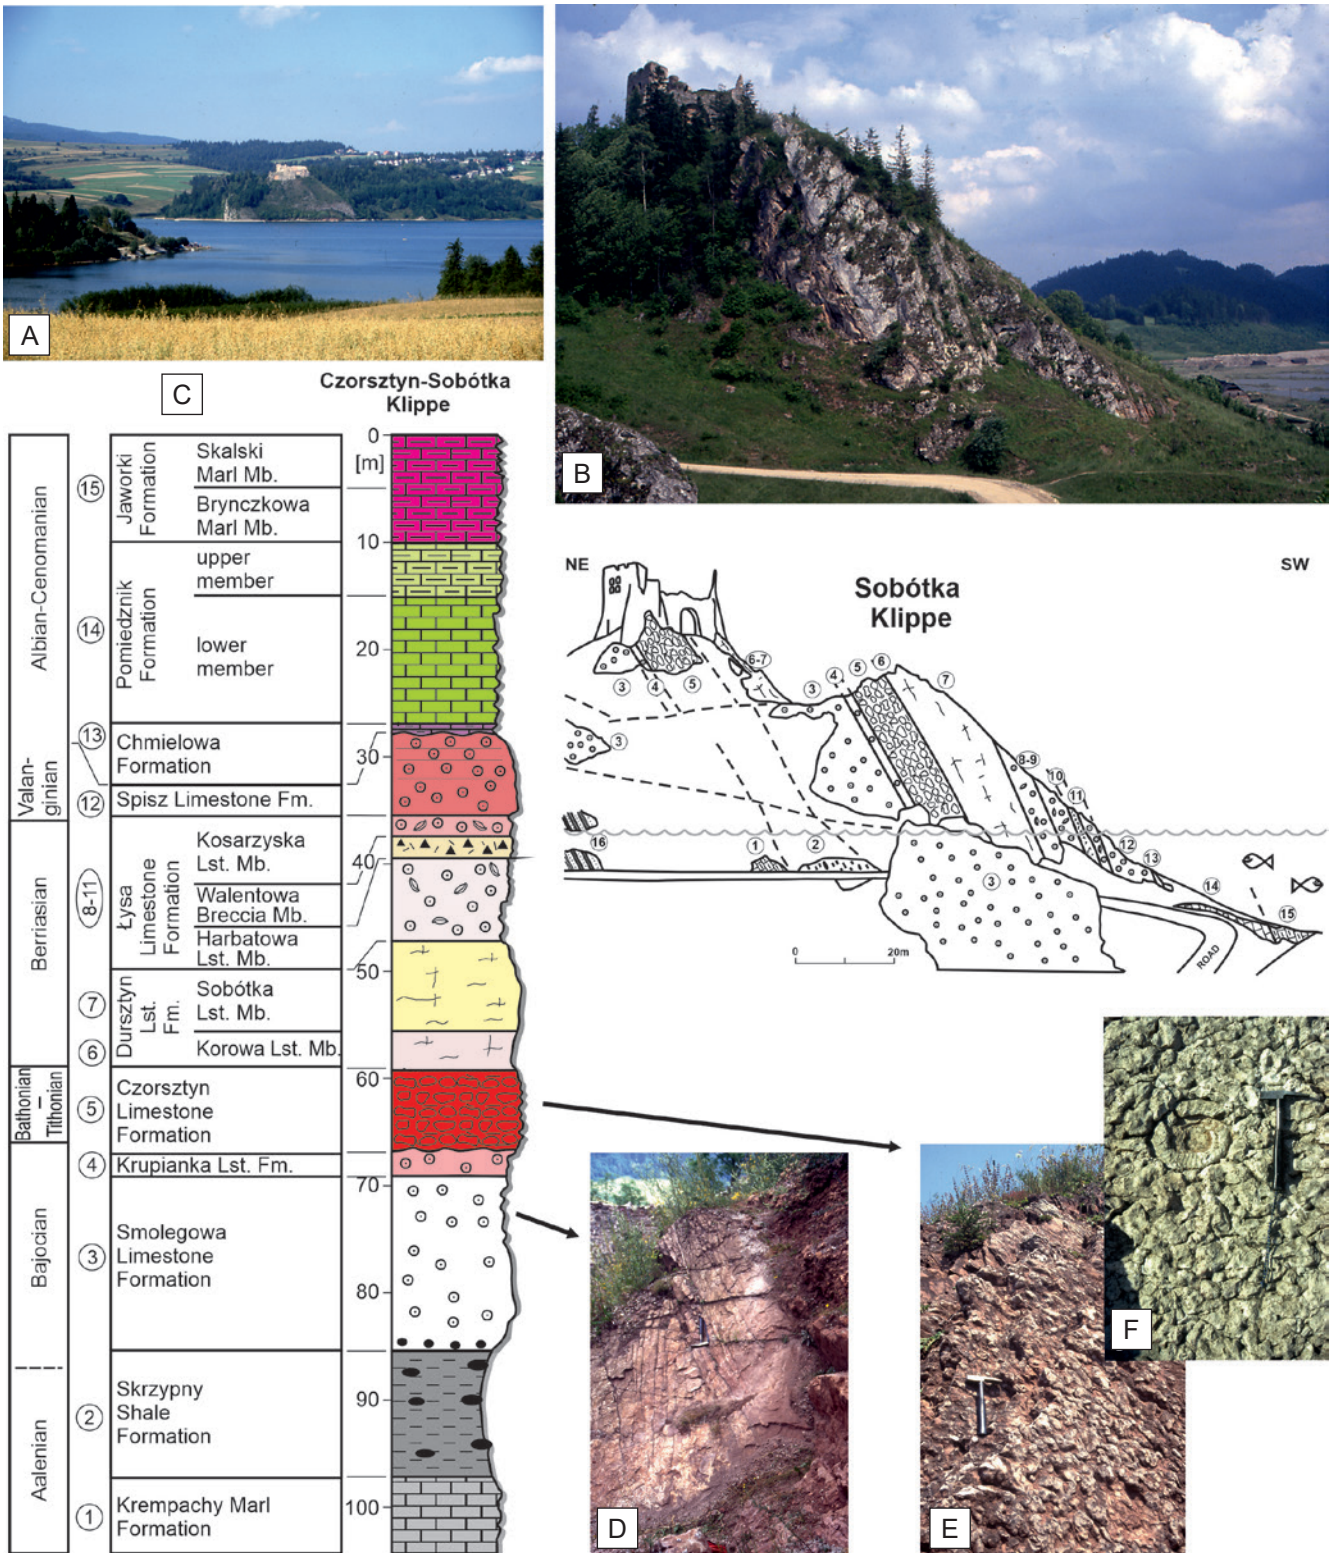 A
B
C
Czorsztyn-Sobótka
Klippe
0
[m]
10
20
30
40
50
60
70
80
90
100
Albian-Cenomanian
Valan-
ginian
Berriasian
Bathonian
–
Tithonian
Bajocian
Aalenian
15
Jaworki
Formation
Skalski
Marl Mb.
Brynczkowa
Marl Mb.
14
Pomiedznik
Formation
upper
member
lower
member
13
Chmielowa
Formation
12
Spisz Limestone Fm.
8-11
Łysa
Limestone
Formation
Kosarzyska
Lst. Mb.
Walentowa
Breccia Mb.
Harbatowa
Lst. Mb.
7
Dursztyn
Lst.
Fm.
Sobótka
Lst. Mb.
6
Korowa Lst. Mb.
5
Czorsztyn
Limestone
Formation
4
Krupianka Lst. Fm.
3
Smolegowa
Limestone
Formation
2
Skrzypny
Shale
Formation
1
Krempachy Marl
Formation
NE
SW
Sobótka
Klippe
3
4
5
6-7
3
4
5
6
7
8-9
10
11
12
13
14
15
3
16
1
2
3
0
20m
ROAD
D
E
F